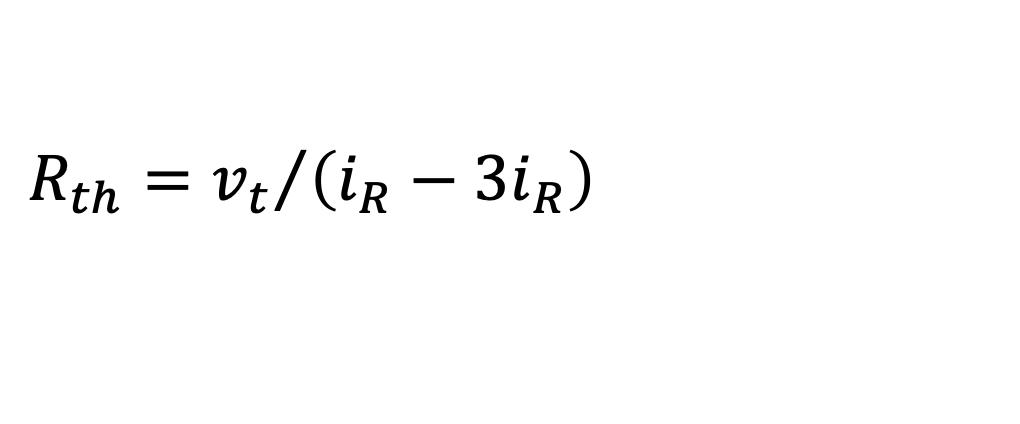 R_th = v_t/(i_R − 3i_R)